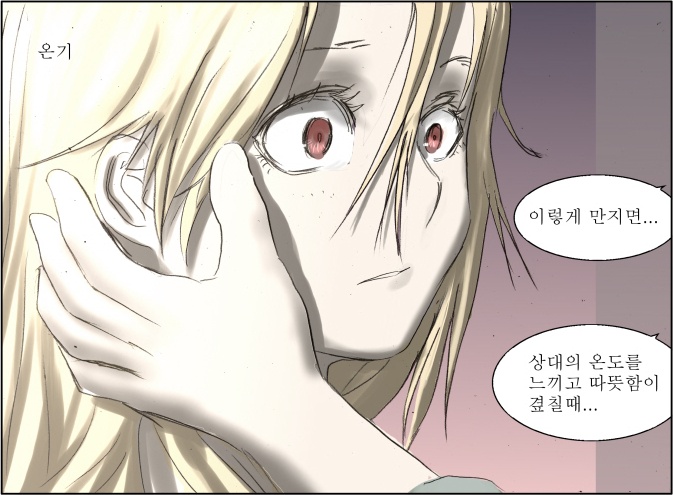 온기
이렇게 만지면...
상대의 온도를
느끼고 따뜻함이
겊칠때...